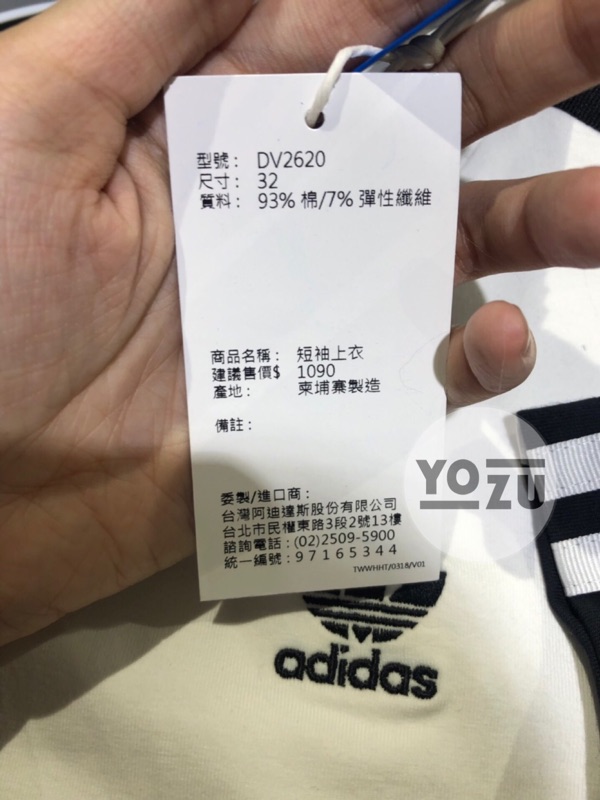 型號： DV2620
尺寸： 32
質料： 93% 棉/7% 彈性纖維
商品名稱： 短袖上衣
建議售價$ 1090
產地： 柬埔寨製造
備註：
委製/進口商：
台灣阿迪達斯股份有限公司
台北市民權東路3段2號13樓
諮詢電話：(02)2509-5900
統一編號：97165344
TWWHHT/0318/V01
YOZU
adidas